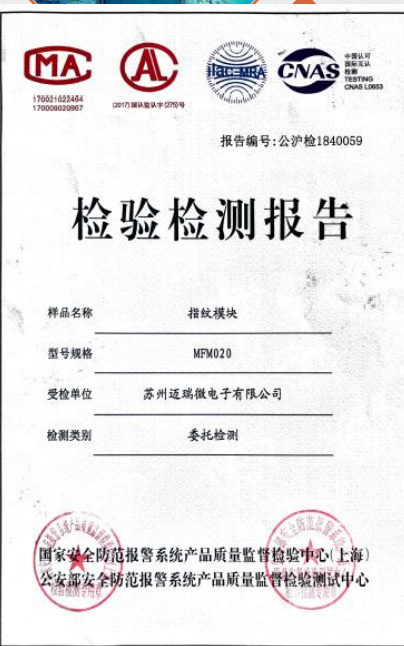 MA
AL
ilac-MRA
CNAS
中国认可
国际互认
检测
TESTING
CNAS L0653
170021022464
170008020967
(2017)国认监认字(275)号
报告编号:公沪检1840059
检验检测报告
样品名称 指纹模块
型号规格 MFM020
受检单位 苏州迈瑞微电子有限公司
检测类别 委托检测
国家安全防范报警系统产品质量监督检验中心(上海)
公安部安全防范报警系统产品质量监督检验测试中心